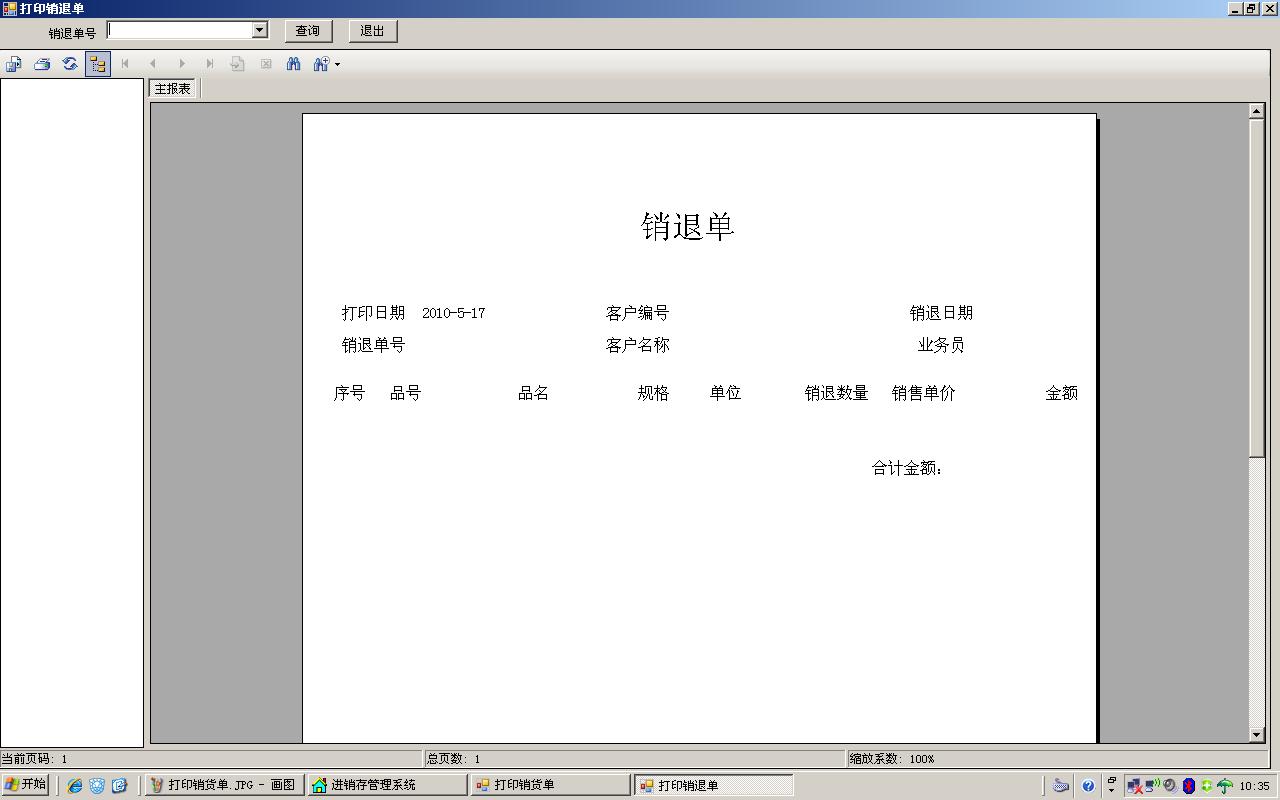 打印销退单
销退单号 查询 退出
主报表
销退单
打印日期 2010-5-17 客户编号 销退日期
销退单号 客户名称 业务员
序号 品号 品名 规格 单位 销退数量 销售单价 金额
合计金额:
当前页码: 1 总页数: 1 缩放系数: 100%
开始 打印销货单.JPG - 画图 进销存管理系统 打印销货单 打印销退单 10:35